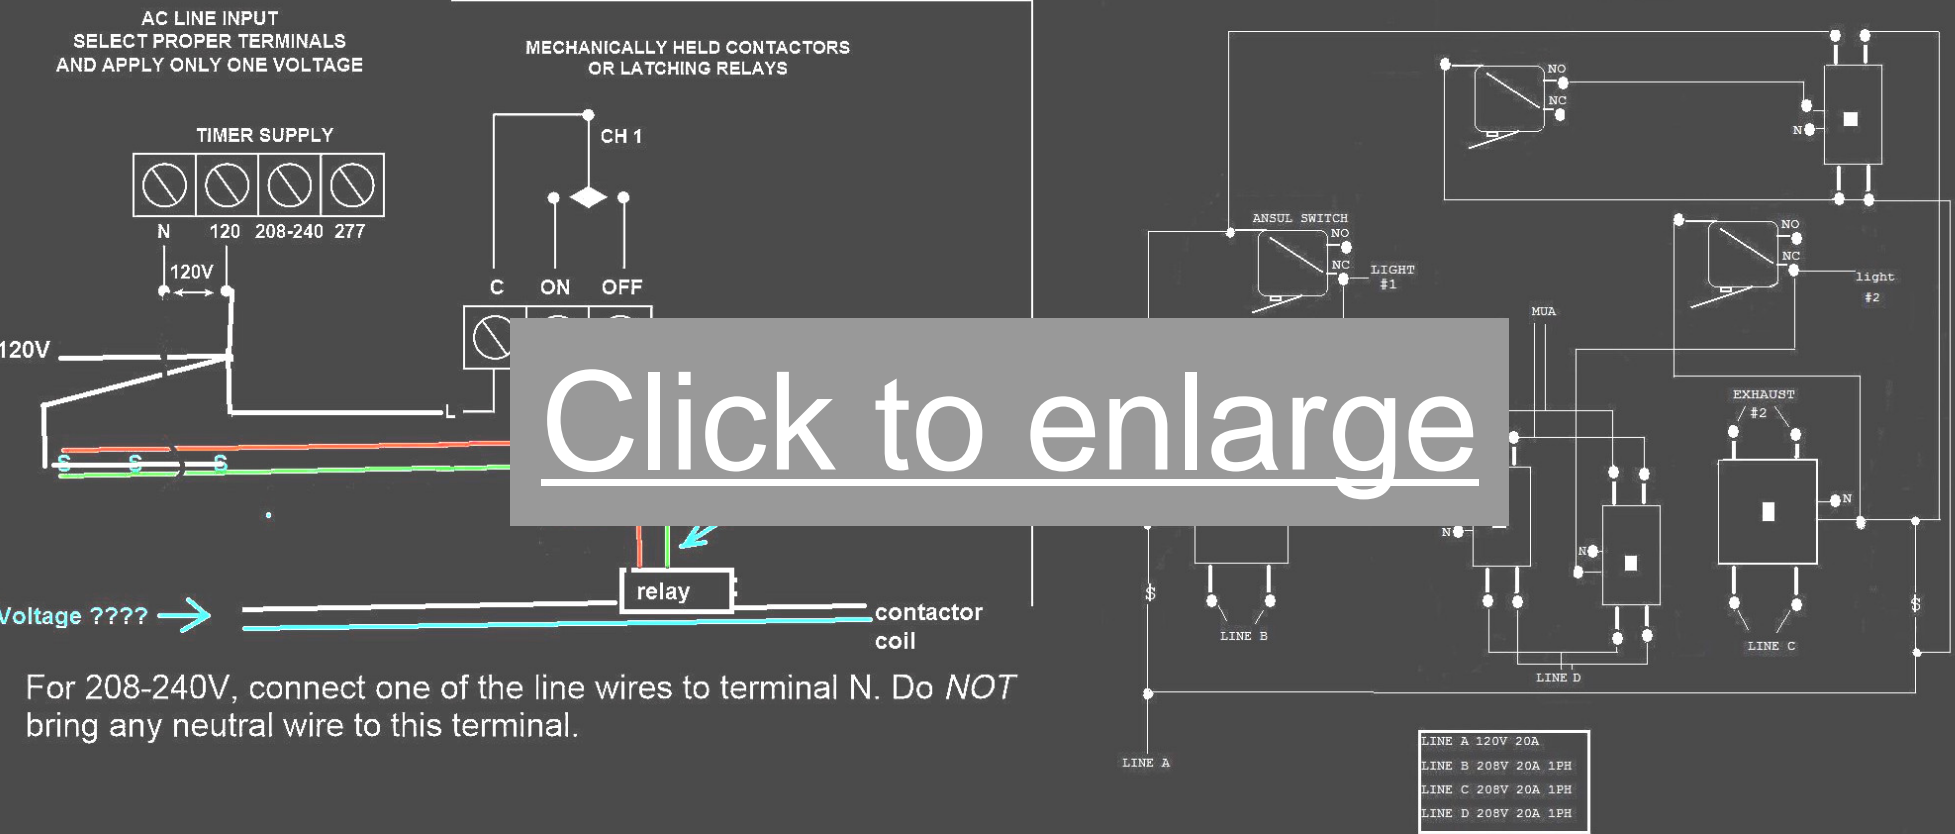 AC LINE INPUT
SELECT PROPER TERMINALS
AND APPLY ONLY ONE VOLTAGE
MECHANICALLY HELD CONTACTORS
OR LATCHING RELAYS
TIMER SUPPLY
CH 1
N 120 208-240 277
120V
C ON OFF
120V
L
S S S
relay
Voltage ????
contactor
coil
For 208-240V, connect one of the line wires to terminal N. Do NOT
bring any neutral wire to this terminal.
Click to enlarge
NO
NC
N
ANSUL SWITCH
NO
NC
LIGHT
#1
NO
NC
light
#2
MUA
EXHAUST
#2
N
N
N
$
$
LINE B
LINE C
LINE D
LINE A
LINE A 120V 20A
LINE B 208V 20A 1PH
LINE C 208V 20A 1PH
LINE D 208V 20A 1PH